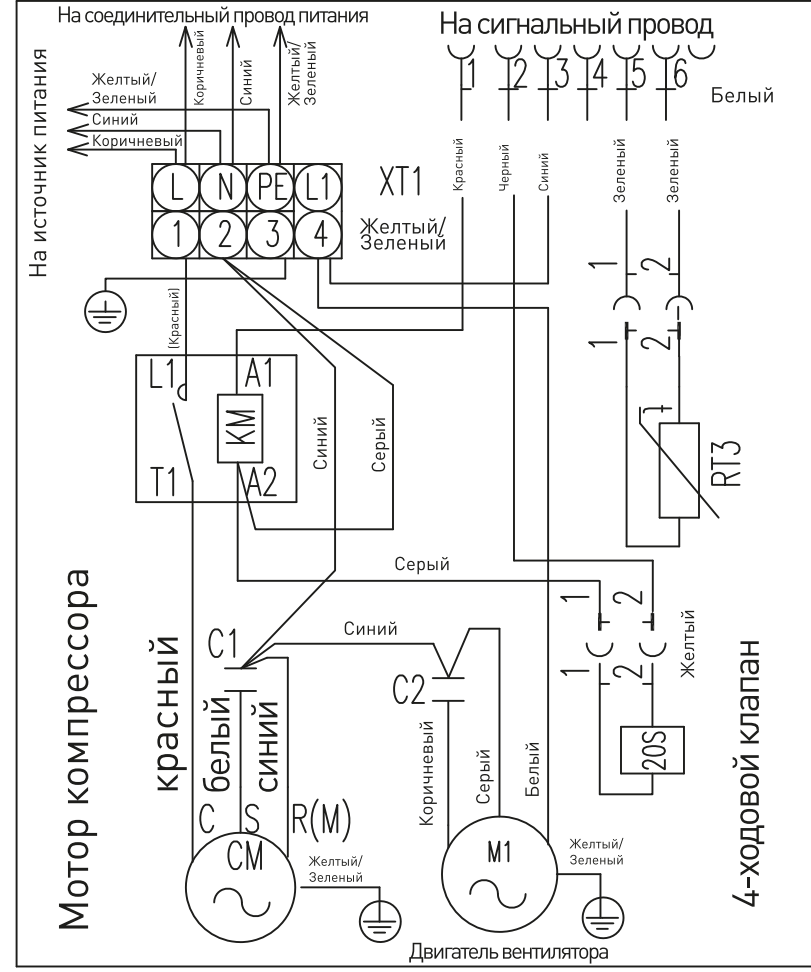 На соединительный провод питания
На сигнальный провод
Коричневый
Синий
Желтый/
Зеленый
1 2 3 4 5 6
Белый
На источник питания
Желтый/
Зеленый
Синий
Коричневый
Красный
Черный
Синий
Зеленый
Зеленый
L N PE L1
XT1
1 2 3 4
Желтый/
Зеленый
1 2
1 2
(Красный)
L1 A1
KM
T1 A2
Синий
Серый
RT3
Серый
1 2
1 2
Желтый
20S
4-ходовой клапан
Мотор компрессора
C1
Синий
C2
красный
белый
синий
Коричневый
Серый
Белый
C S R(M)
CM
Желтый/
Зеленый
M1
Желтый/
Зеленый
Двигатель вентилятора